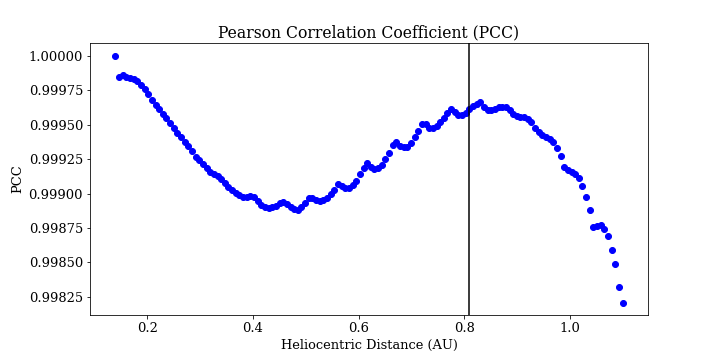 Pearson Correlation Coefficient (PCC)
1.00000
0.99975
0.99950
0.99925
0.99900
0.99875
0.99850
0.99825
PCC
0.2 0.4 0.6 0.8 1.0
Heliocentric Distance (AU)